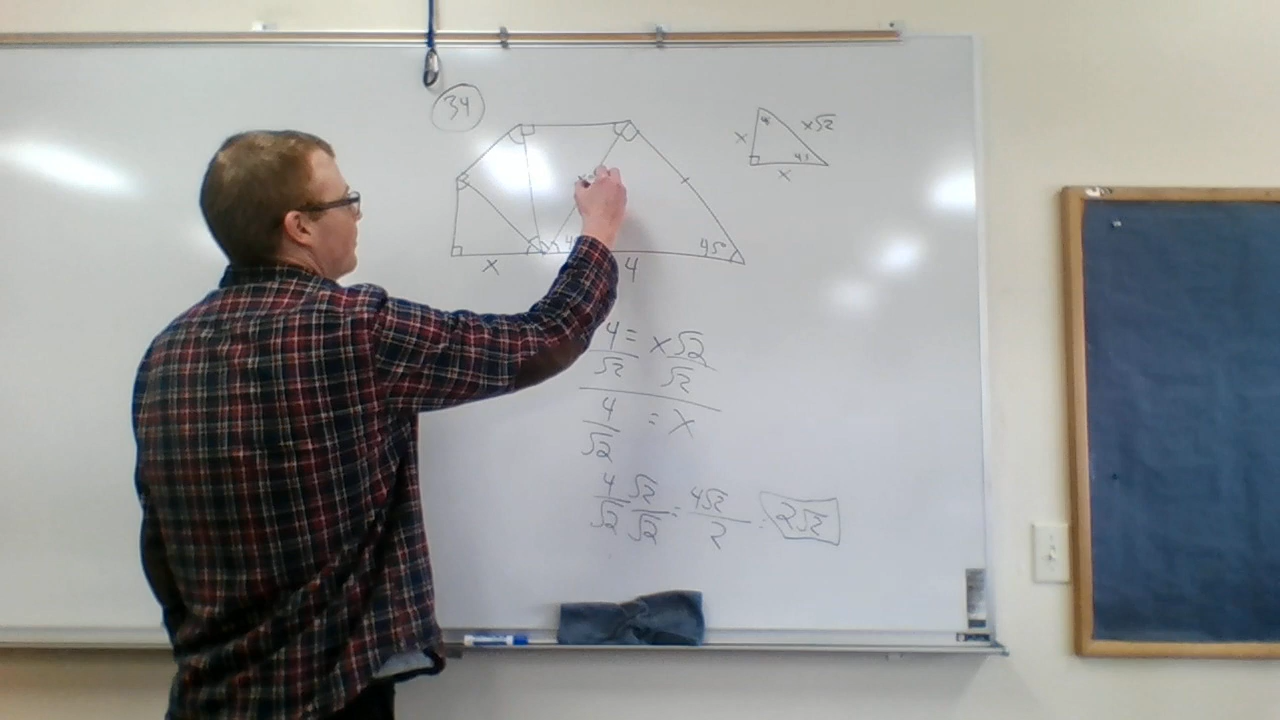 34
x
x√2
45
x
45°
x
4
4 = x√2
√2 √2
4 = x
√2
4 √2 = 4√2 = 2√2
√2 √2 2